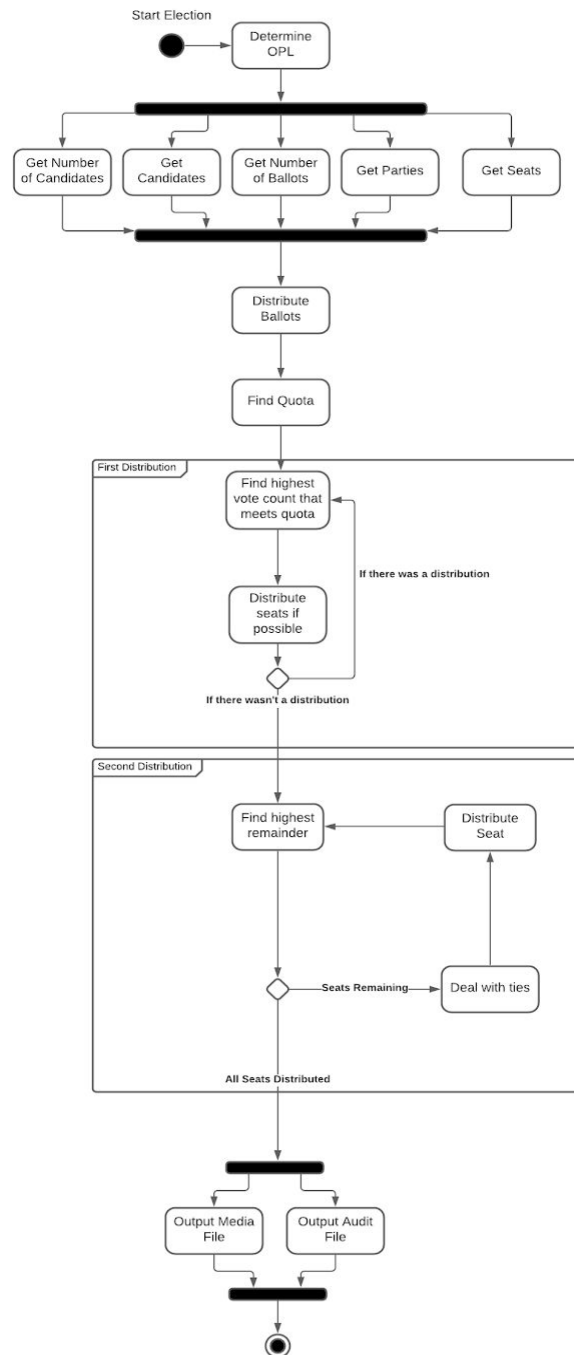 Start Election
Determine
OPL
Get Number
of Candidates
Get
Candidates
Get Number
of Ballots
Get Parties
Get Seats
Distribute
Ballots
Find Quota
First Distribution
Find highest
vote count that
meets quota
If there was a distribution
Distribute
seats if
possible
If there wasn't a distribution
Second Distribution
Find highest
remainder
Distribute
Seat
Seats Remaining
Deal with ties
All Seats Distributed
Output Media
File
Output Audit
File